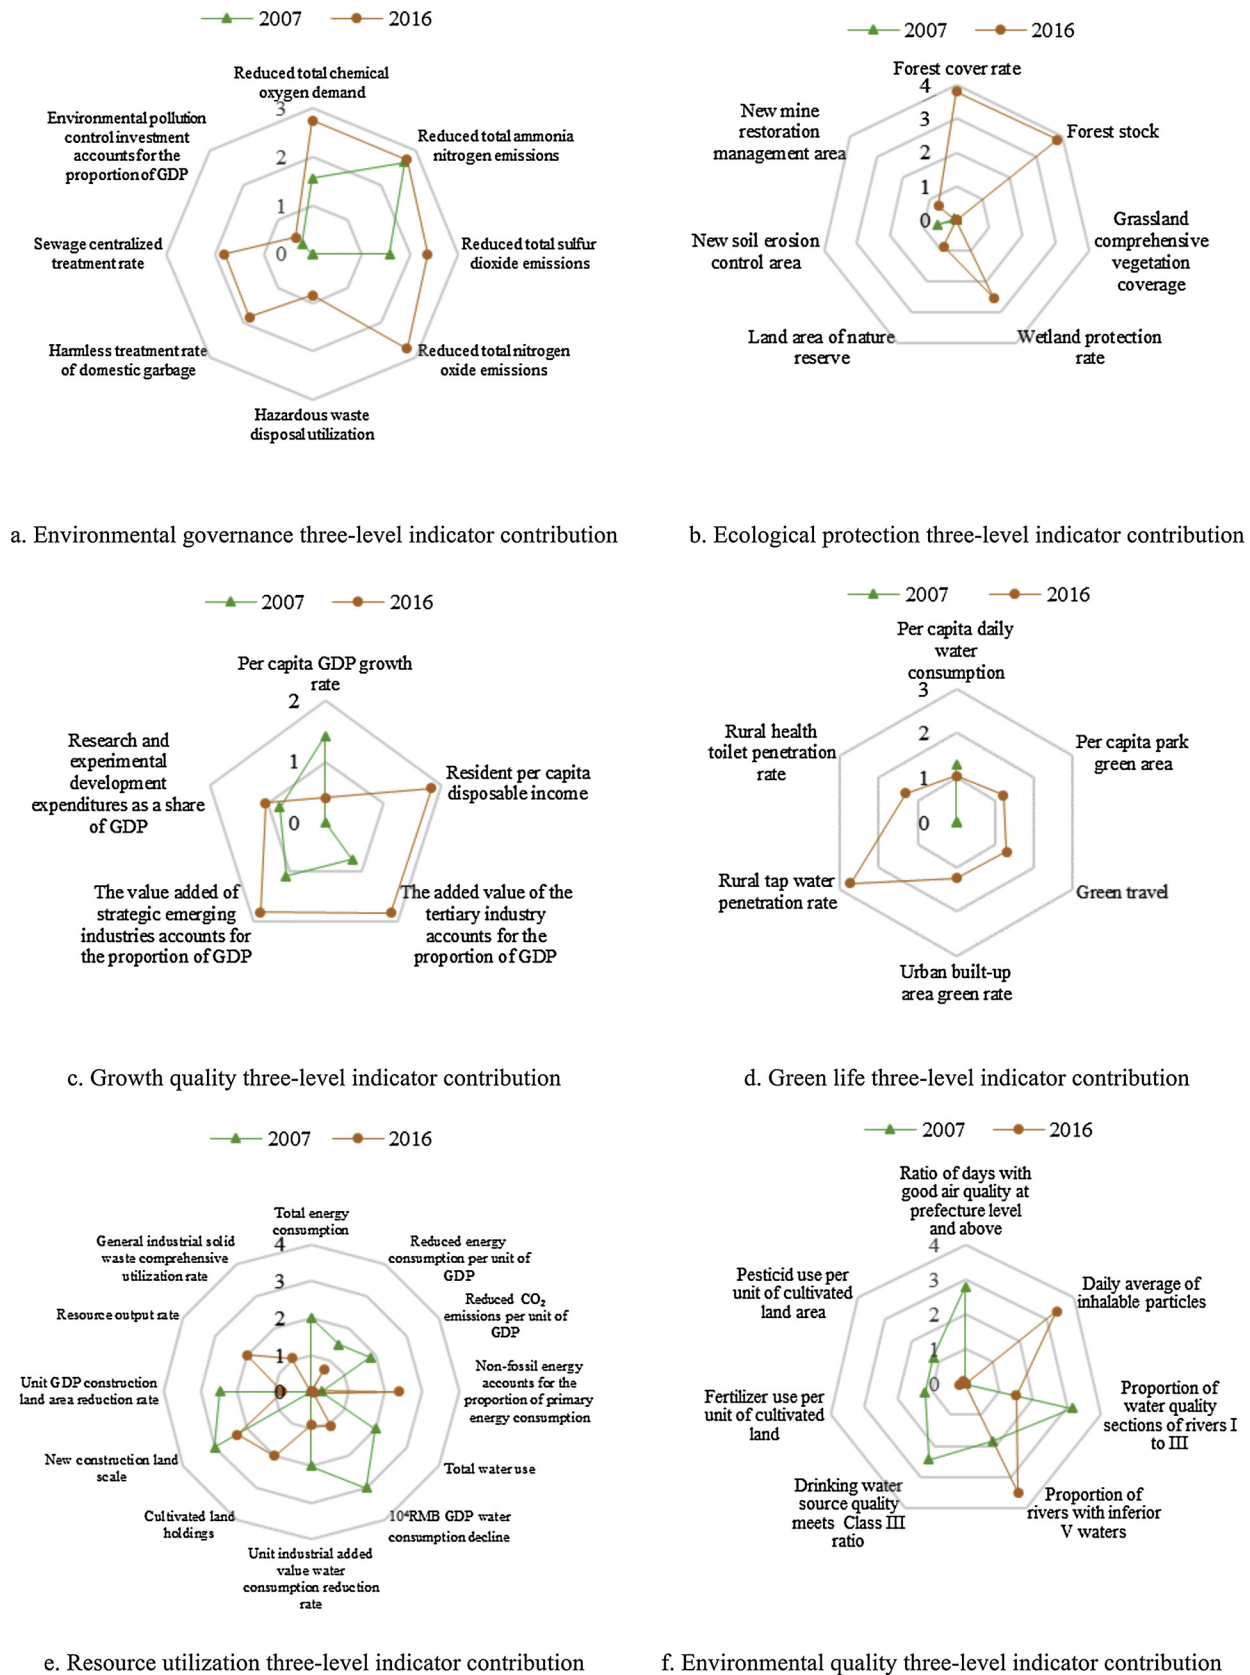 2007 2016
Reduced total chemical
oxygen demand
Environmental pollution
control investment
accounts for the
proportion of GDP
Reduced total ammonia
nitrogen emissions
Sewage centralized
treatment rate
Reduced total sulfur
dioxide emissions
Harmless treatment rate
of domestic garbage
Reduced total nitrogen
oxide emissions
Hazardous waste
disposal utilization
3
2
1
0
a. Environmental governance three-level indicator contribution
2007 2016
Forest cover rate
New mine
restoration
management area
Forest stock
New soil erosion
control area
Grassland
comprehensive
vegetation
coverage
Land area of nature
reserve
Wetland protection
rate
4
3
2
1
0
b. Ecological protection three-level indicator contribution
2007 2016
Per capita GDP growth
rate
Research and
experimental
development
expenditures as a share
of GDP
Resident per capita
disposable income
The value added of
strategic emerging
industries accounts for
the proportion of GDP
The added value of the
tertiary industry
accounts for the
proportion of GDP
2
1
0
c. Growth quality three-level indicator contribution
2007 2016
Per capita daily
water
consumption
Rural health
toilet penetration
rate
Per capita park
green area
Rural tap water
penetration rate
Green travel
Urban built-up
area green rate
3
2
1
0
d. Green life three-level indicator contribution
2007 2016
Total energy
consumption
General industrial solid
waste comprehensive
utilization rate
Reduced energy
consumption per unit of
GDP
Resource output rate
Reduced CO₂
emissions per unit of
GDP
Unit GDP construction
land area reduction rate
Non-fossil energy
accounts for the
proportion of primary
energy consumption
New construction land
scale
Total water use
Cultivated land
holdings
10⁴RMB GDP water
consumption decline
Unit industrial added
value water
consumption reduction
rate
4
3
2
1
0
e. Resource utilization three-level indicator contribution
2007 2016
Ratio of days with
good air quality at
prefecture level
and above
Pesticid use per
unit of cultivated
land area
Daily average of
inhalable particles
Fertilizer use per
unit of cultivated
land
Proportion of
water quality
sections of rivers I
to III
Drinking water
source quality
meets Class III
ratio
Proportion of
rivers with inferior
V waters
4
3
2
1
0
f. Environmental quality three-level indicator contribution